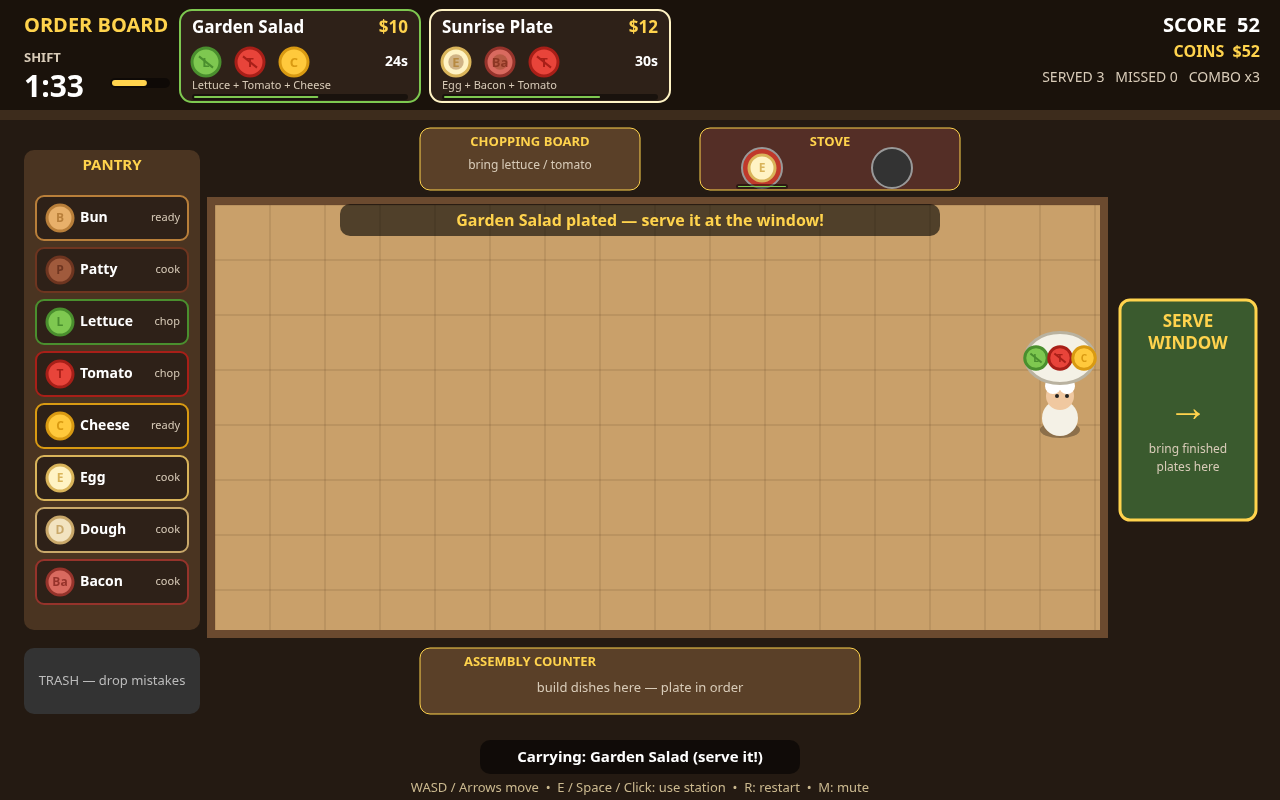 ORDER BOARD
SHIFT
1:33
Garden Salad $10
L T C 24s
Lettuce + Tomato + Cheese
Sunrise Plate $12
E Ba T 30s
Egg + Bacon + Tomato
SCORE 52
COINS $52
SERVED 3 MISSED 0 COMBO x3
PANTRY
B Bun ready
P Patty cook
L Lettuce chop
T Tomato chop
C Cheese ready
E Egg cook
D Dough cook
Ba Bacon cook
TRASH — drop mistakes
CHOPPING BOARD
bring lettuce / tomato
STOVE
E
Garden Salad plated — serve it at the window!
L T C
SERVE
WINDOW
→
bring finished
plates here
ASSEMBLY COUNTER
build dishes here — plate in order
Carrying: Garden Salad (serve it!)
WASD / Arrows move • E / Space / Click: use station • R: restart • M: mute